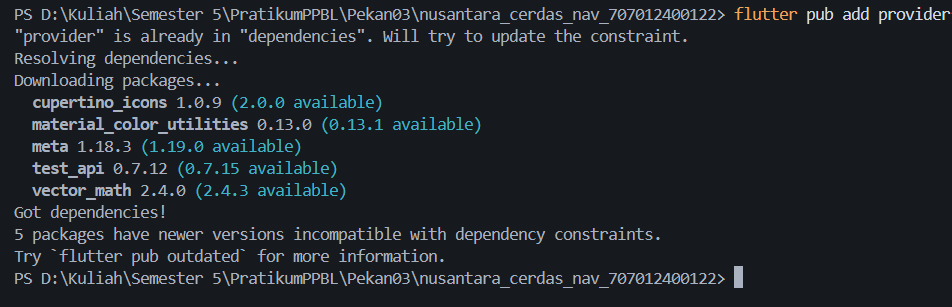 PS D:\Kuliah\Semester 5\PratikumPPBL\Pekan03\nusantara_cerdas_nav_707012400122> flutter pub add provider
"provider" is already in "dependencies". Will try to update the constraint.
Resolving dependencies...
Downloading packages...
  cupertino_icons 1.0.9 (2.0.0 available)
  material_color_utilities 0.13.0 (0.13.1 available)
  meta 1.18.3 (1.19.0 available)
  test_api 0.7.12 (0.7.15 available)
  vector_math 2.4.0 (2.4.3 available)
Got dependencies!
5 packages have newer versions incompatible with dependency constraints.
Try `flutter pub outdated` for more information.
PS D:\Kuliah\Semester 5\PratikumPPBL\Pekan03\nusantara_cerdas_nav_707012400122>